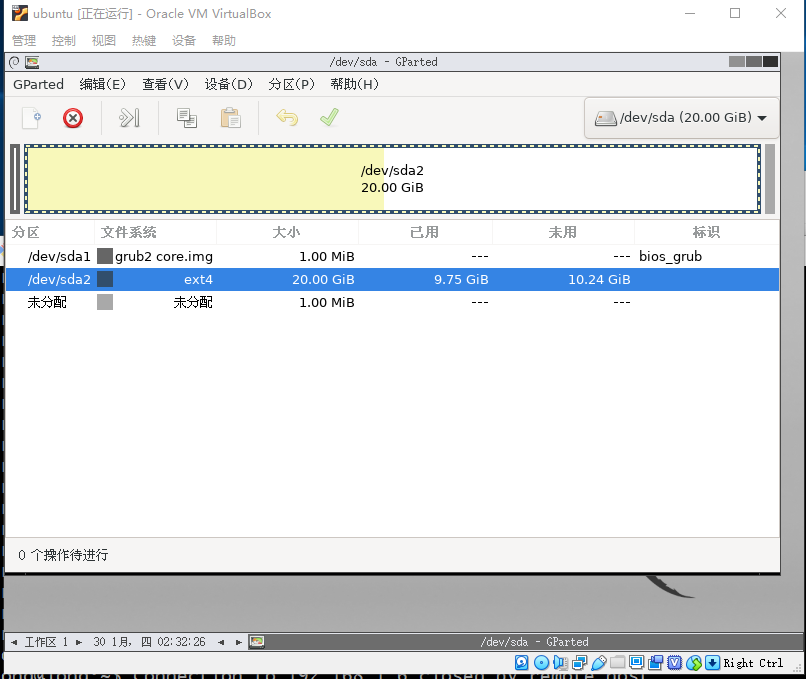 ubuntu [正在运行] - Oracle VM VirtualBox
管理 控制 视图 热键 设备 帮助
/dev/sda - GParted
GParted 编辑(E) 查看(V) 设备(D) 分区(P) 帮助(H)
/dev/sda (20.00 GiB)
/dev/sda2
20.00 GiB
分区 文件系统 大小 已用 未用 标识
/dev/sda1 grub2 core.img 1.00 MiB --- --- bios_grub
/dev/sda2 ext4 20.00 GiB 9.75 GiB 10.24 GiB
未分配 未分配 1.00 MiB --- ---
0 个操作待进行
工作区 1 30 1月, 四 02:32:26 /dev/sda - GParted
Right Ctrl